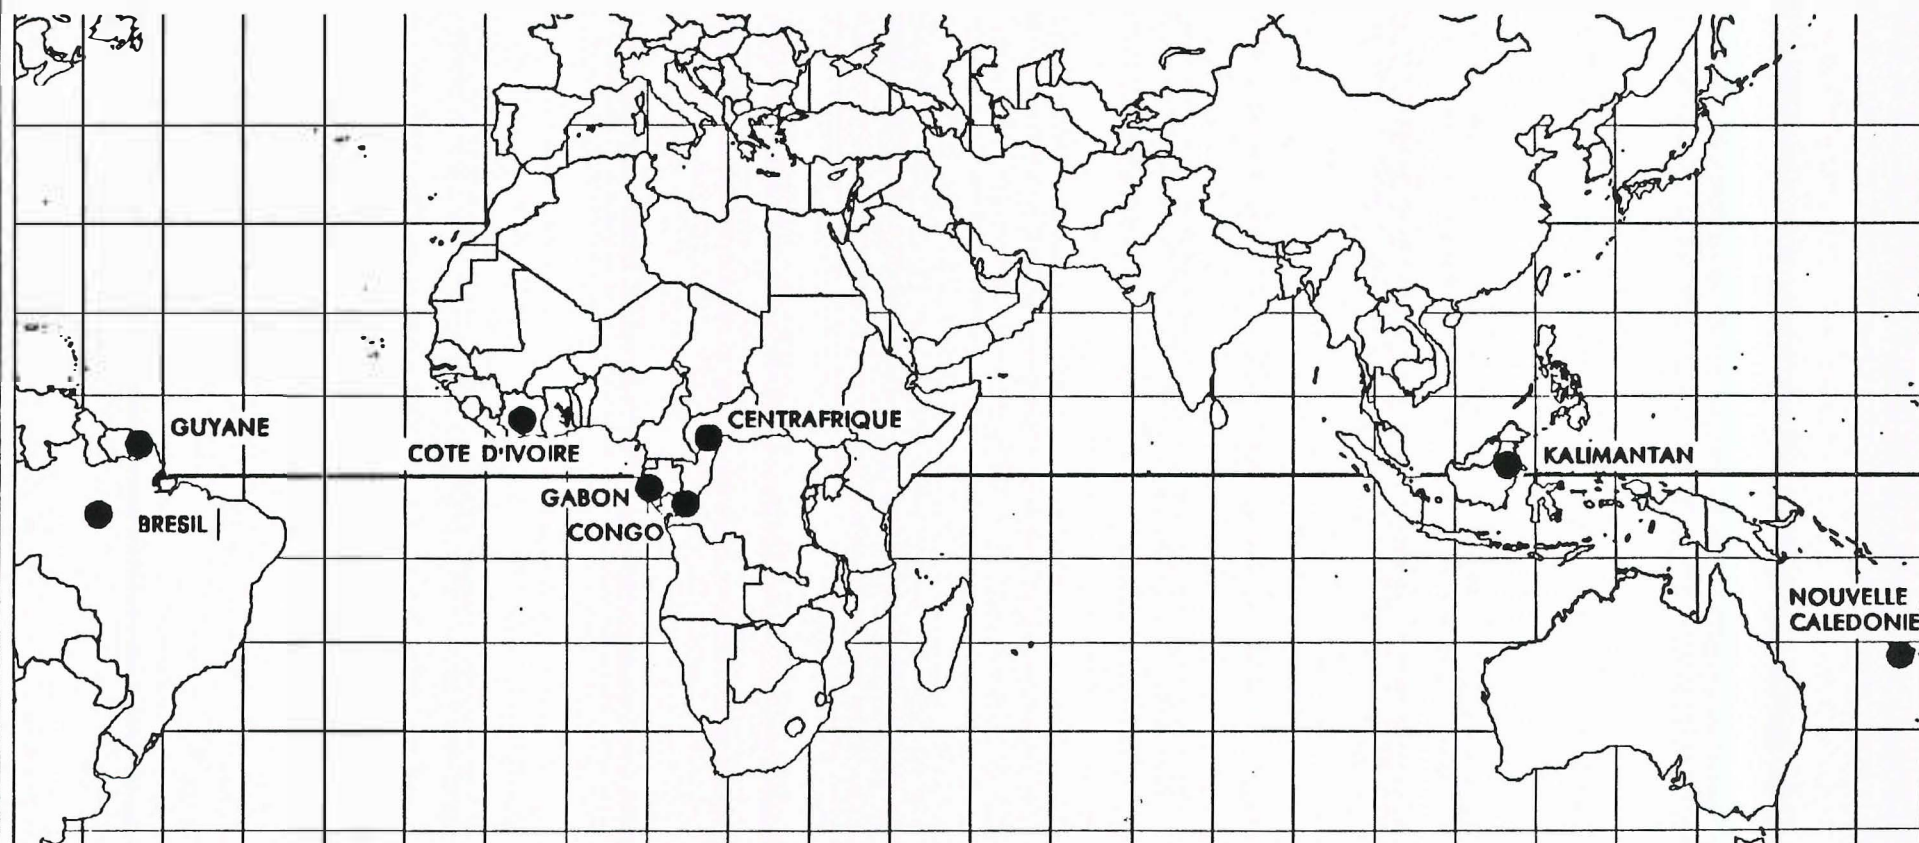 GUYANE
CENTRAFRIQUE
COTE D'IVOIRE
KALIMANTAN
GABON
BRESIL
CONGO
NOUVELLE
CALEDONIE